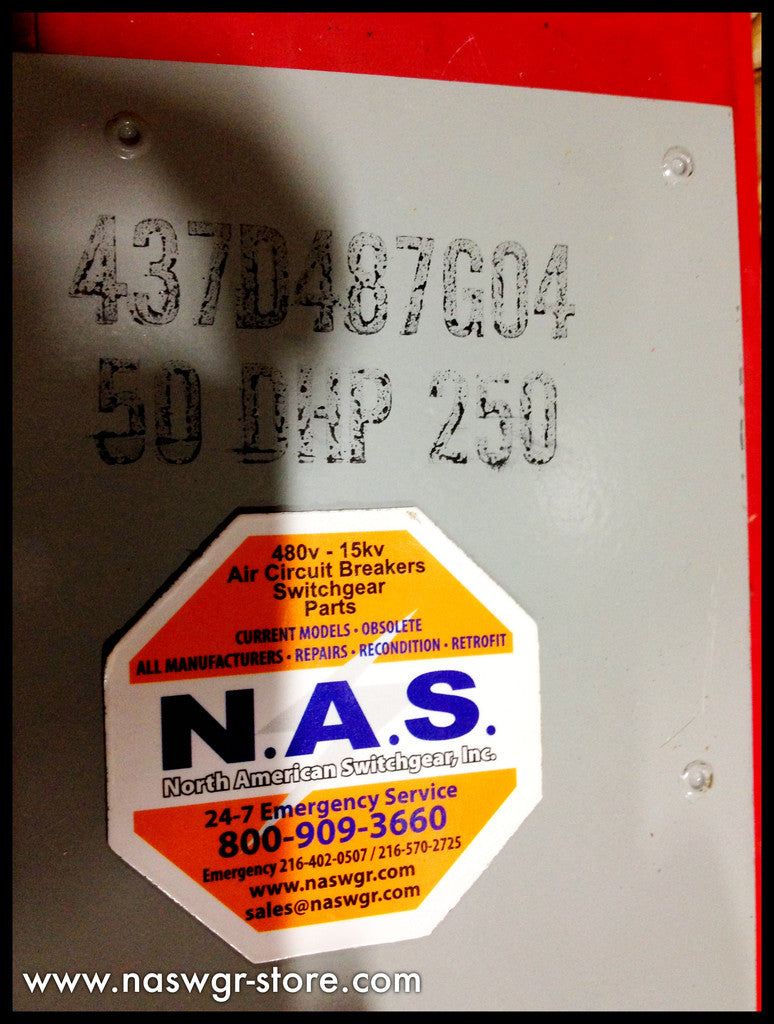 437D487G04
50 DHP 250
480v - 15kv
Air Circuit Breakers
Switchgear
Parts
CURRENT MODELS • OBSOLETE
ALL MANUFACTURERS • REPAIRS • RECONDITION • RETROFIT
N.A.S.
North American Switchgear, Inc.
24-7 Emergency Service
800-909-3660
Emergency 216-402-0507 / 216-570-2725
www.naswgr.com
sales@naswgr.com
www.naswgr-store.com